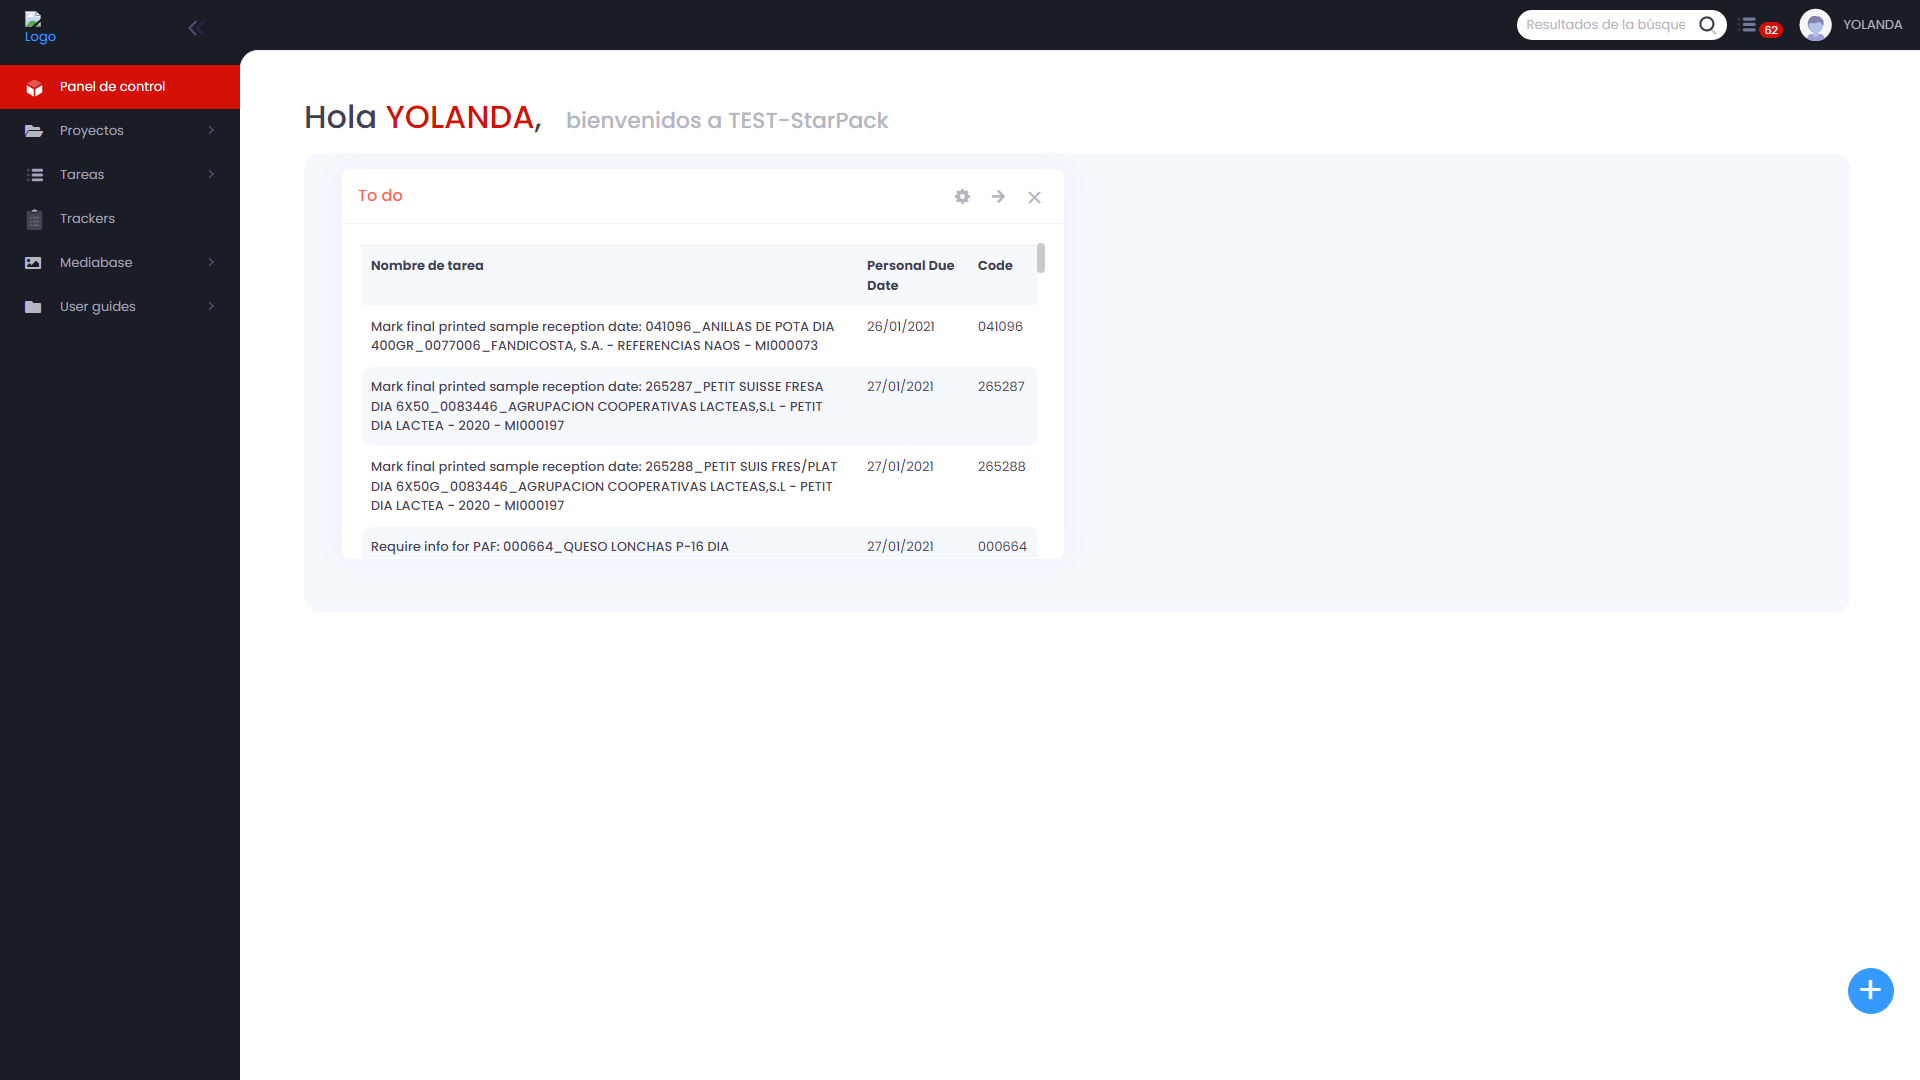 Logo
Resultados de la búsque
62
YOLANDA
Panel de control
Proyectos
Tareas
Trackers
Mediabase
User guides
Hola YOLANDA, bienvenidos a TEST-StarPack
To do
Nombre de tarea
Personal Due
Date
Code
Mark final printed sample reception date: 041096_ANILLAS DE POTA DIA
400GR_0077006_FANDICOSTA, S.A. - REFERENCIAS NAOS - MI000073
26/01/2021
041096
Mark final printed sample reception date: 265287_PETIT SUISSE FRESA
DIA 6X50_0083446_AGRUPACION COOPERATIVAS LACTEAS,S.L - PETIT
DIA LACTEA - 2020 - MI000197
27/01/2021
265287
Mark final printed sample reception date: 265288_PETIT SUIS FRES/PLAT
DIA 6X50G_0083446_AGRUPACION COOPERATIVAS LACTEAS,S.L - PETIT
DIA LACTEA - 2020 - MI000197
27/01/2021
265288
Require info for PAF: 000664_QUESO LONCHAS P-16 DIA
27/01/2021
000664